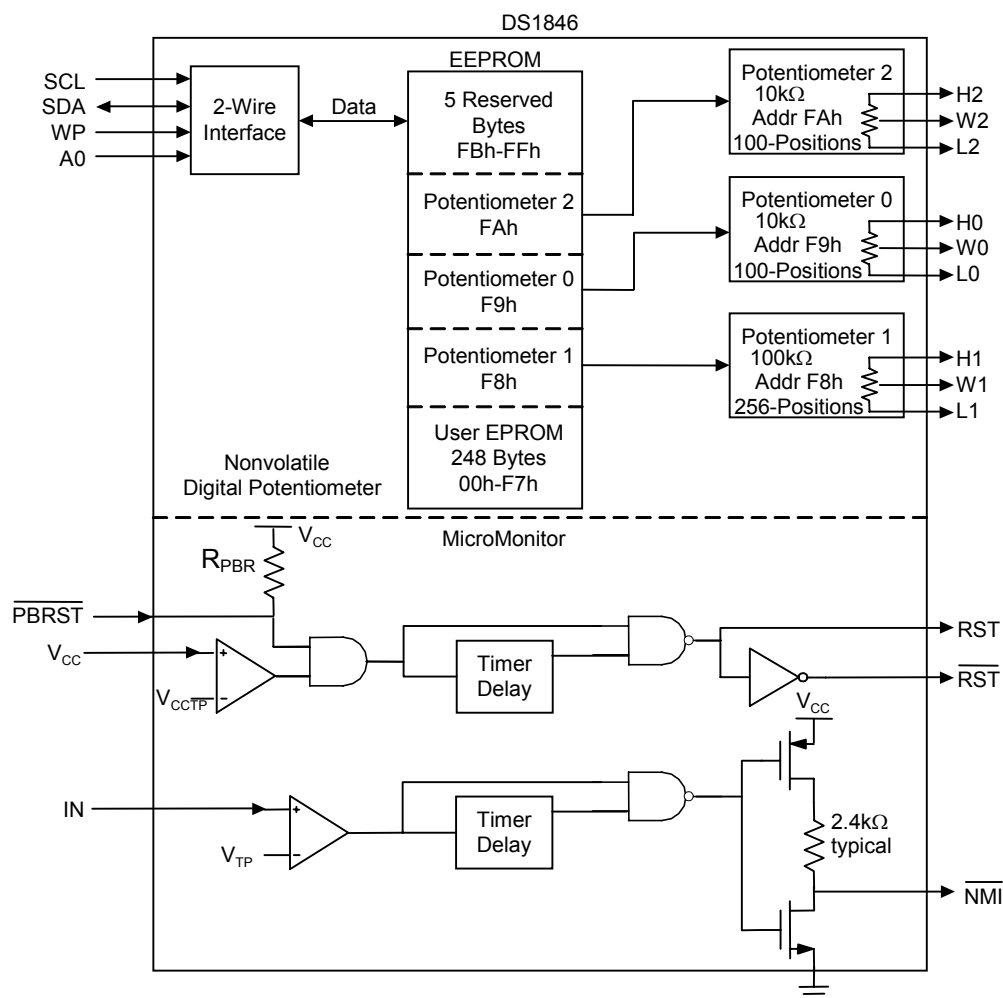 DS1846
SCL
SDA
WP
A0
2-Wire
Interface
Data
EEPROM
5 Reserved
Bytes
FBh-FFh
Potentiometer 2
FAh
Potentiometer 0
F9h
Potentiometer 1
F8h
User EPROM
248 Bytes
00h-F7h
Potentiometer 2
10kΩ
Addr FAh
100-Positions
H2
W2
L2
Potentiometer 0
10kΩ
Addr F9h
100-Positions
H0
W0
L0
Potentiometer 1
100kΩ
Addr F8h
256-Positions
H1
W1
L1
Nonvolatile
Digital Potentiometer
MicroMonitor
VCC
RPBR
PBRST
VCC
+
VCCTP
-
Timer
Delay
RST
RST
VCC
IN
+
VTP
-
Timer
Delay
2.4kΩ
typical
NMI